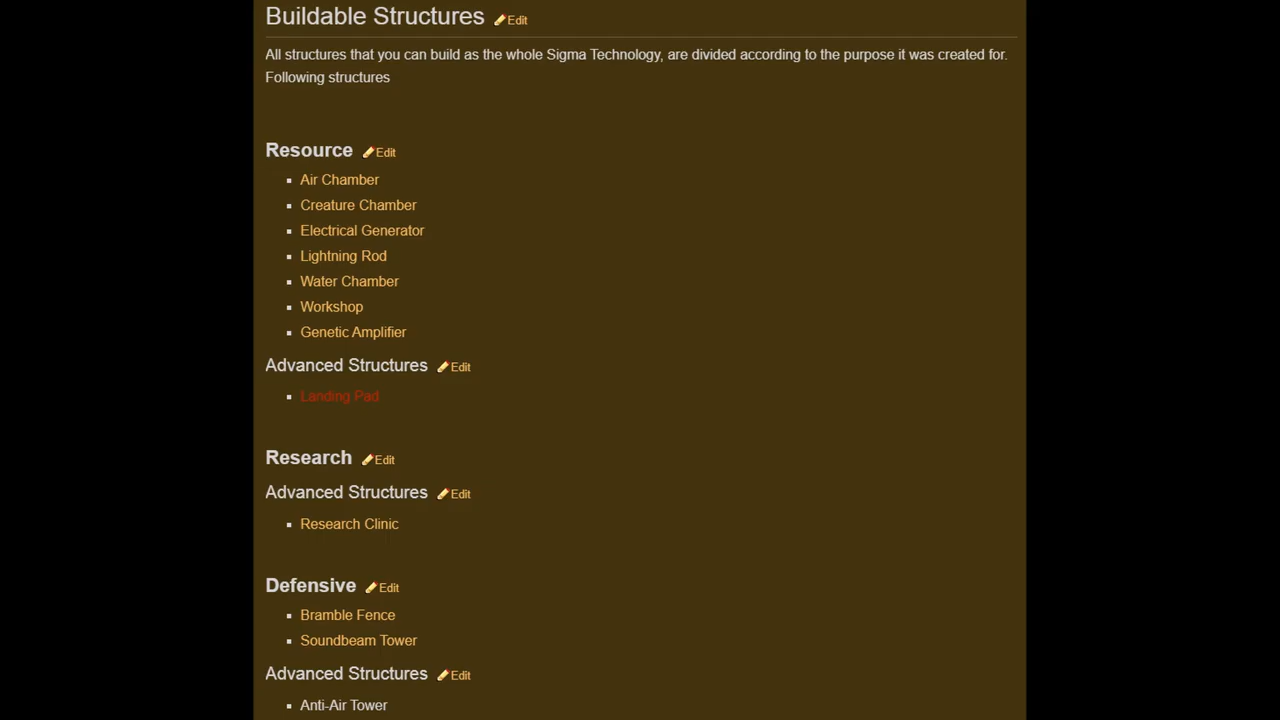 Buildable Structures Edit
All structures that you can build as the whole Sigma Technology, are divided according to the purpose it was created for.
Following structures
Resource Edit
Air Chamber
Creature Chamber
Electrical Generator
Lightning Rod
Water Chamber
Workshop
Genetic Amplifier
Advanced Structures Edit
Landing Pad
Research Edit
Advanced Structures Edit
Research Clinic
Defensive Edit
Bramble Fence
Soundbeam Tower
Advanced Structures Edit
Anti-Air Tower